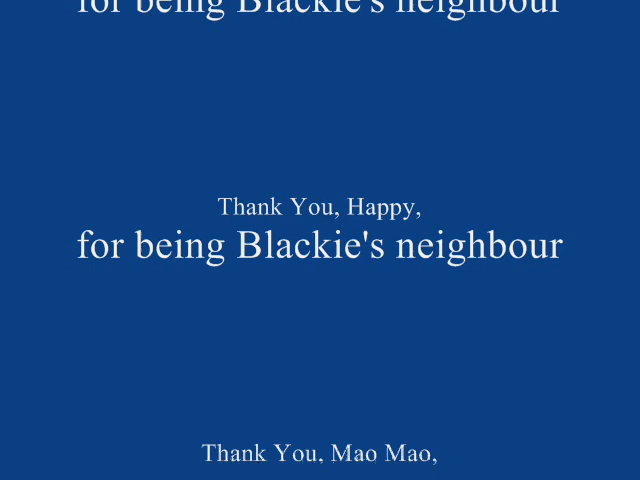 for being Blackie's neighbour
Thank You, Happy,
for being Blackie's neighbour
Thank You, Mao Mao,